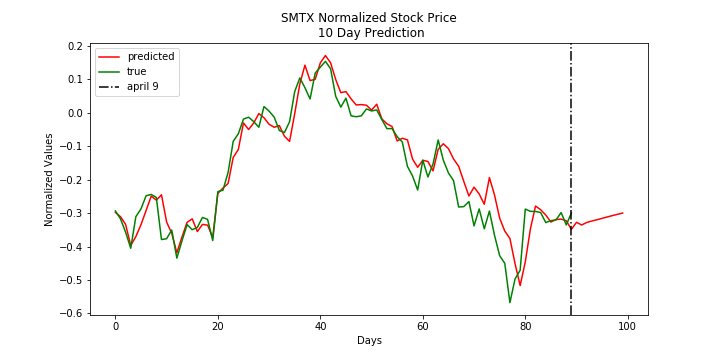 SMTX Normalized Stock Price
10 Day Prediction
predicted
true
april 9
Normalized Values
0.2
0.1
0.0
−0.1
−0.2
−0.3
−0.4
−0.5
−0.6
0 20 40 60 80 100
Days